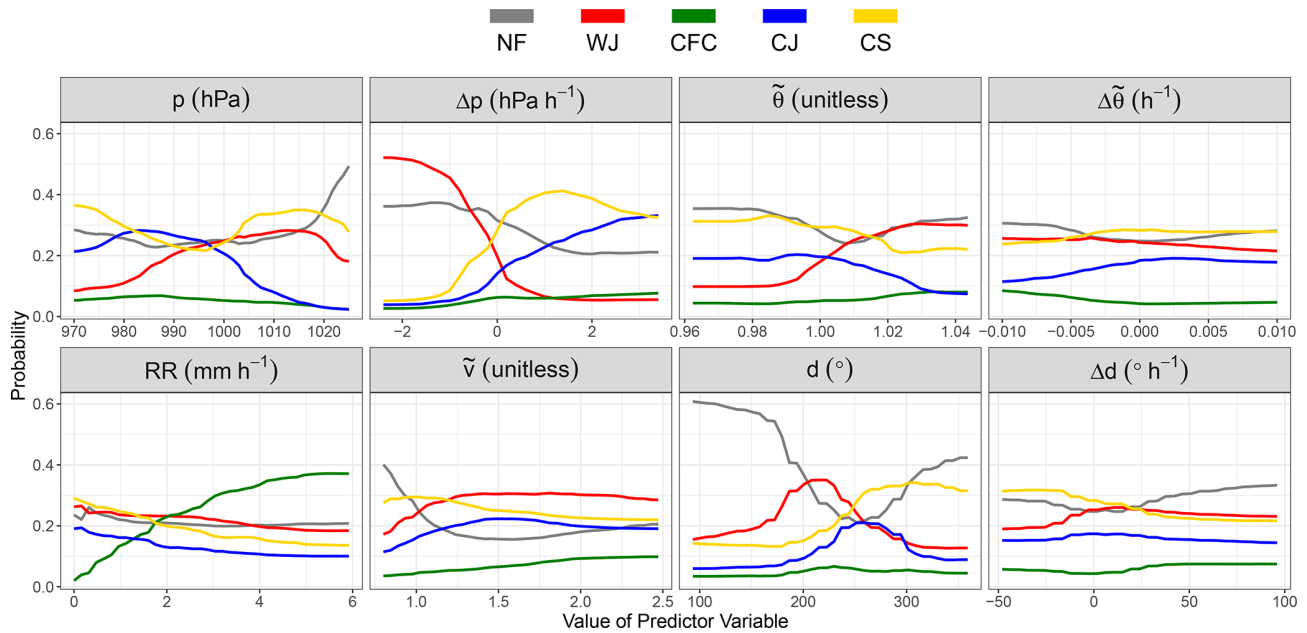 NF WJ CFC CJ CS
p (hPa) Δp (hPa h⁻¹) θ̃ (unitless) Δθ̃ (h⁻¹)
0.6
0.4
0.2
0.0
970 980 990 1000 1010 1020 −2 0 2 0.96 0.98 1.00 1.02 1.04 −0.010 −0.005 0.000 0.005 0.010
Probability
RR (mm h⁻¹) ṽ (unitless) d (°) Δd (° h⁻¹)
0.6
0.4
0.2
0.0
0 2 4 6 1.0 1.5 2.0 2.5 100 200 300 −50 0 50 100
Value of Predictor Variable